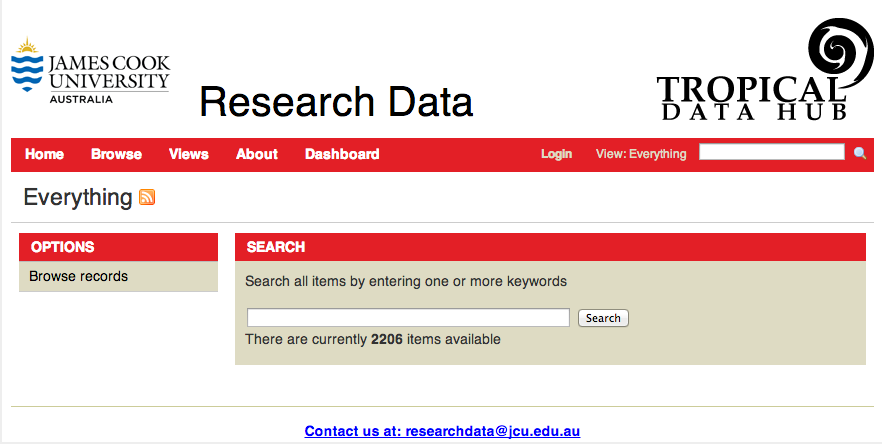 JAMES COOK
UNIVERSITY
AUSTRALIA
Research Data
TROPICAL
DATA HUB
Home Browse Views About Dashboard Login View: Everything
Everything
OPTIONS
Browse records
SEARCH
Search all items by entering one or more keywords
Search
There are currently 2206 items available
Contact us at: researchdata@jcu.edu.au